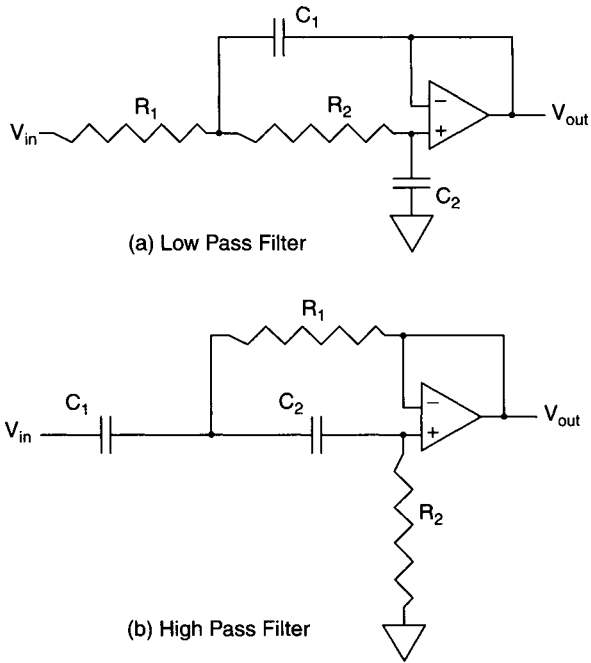 C1
R1
R2
−
Vin
+
Vout
C2
(a) Low Pass Filter
R1
C1
C2
−
Vin
+
Vout
R2
(b) High Pass Filter